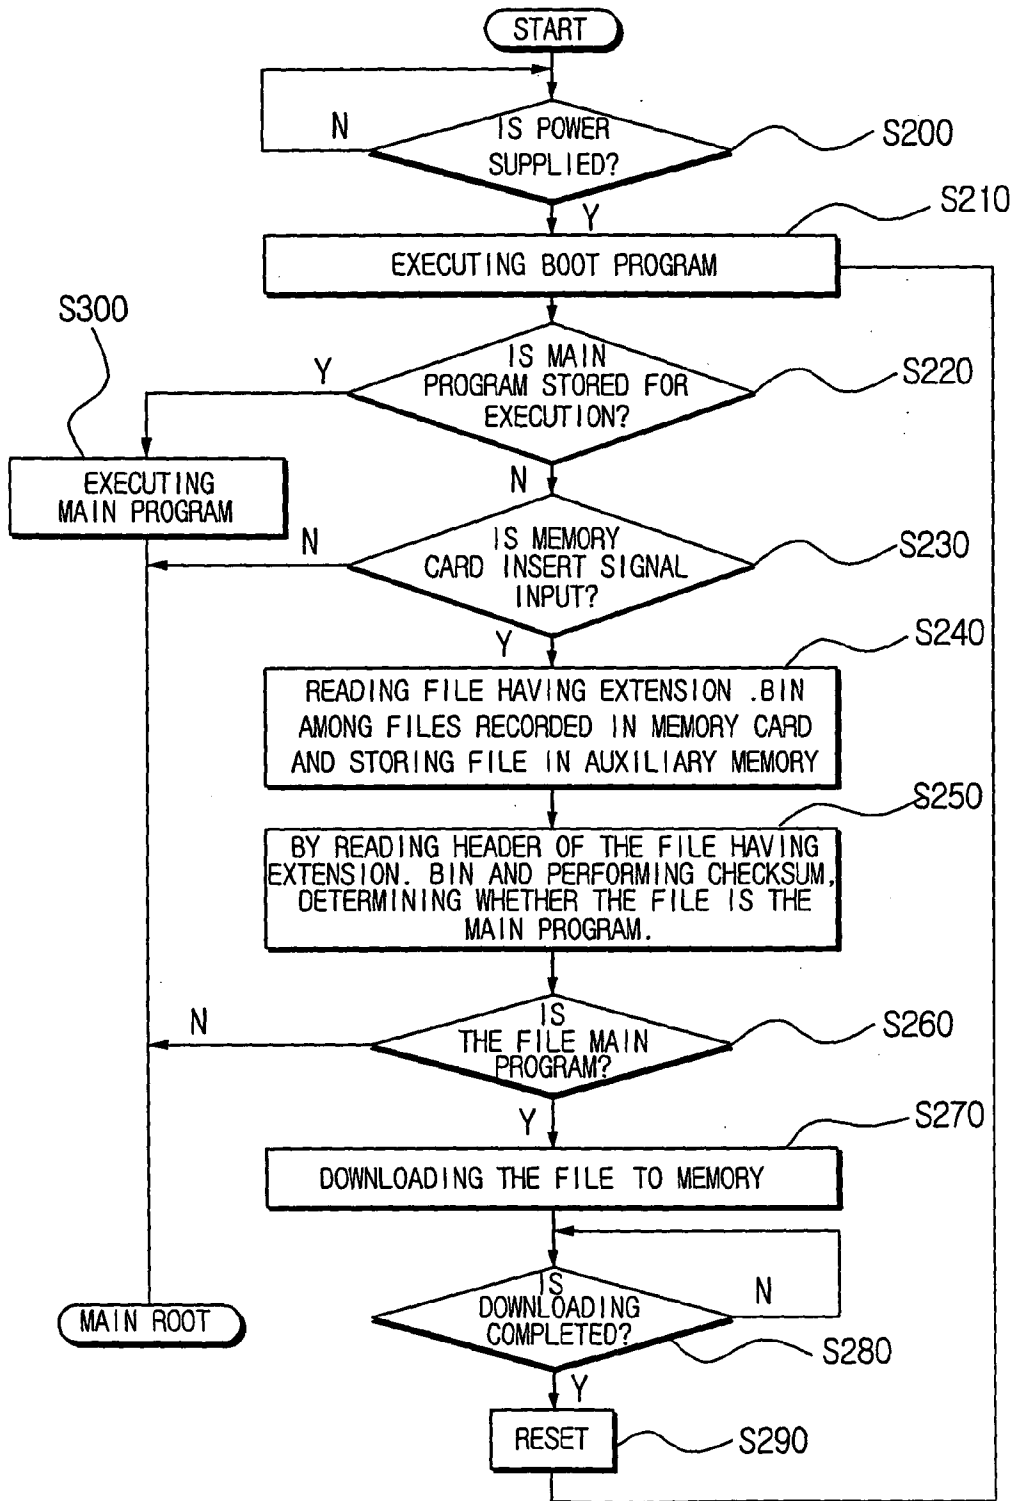 START
N
IS POWER
SUPPLIED?
S200
Y
S210
EXECUTING BOOT PROGRAM
S300
Y
IS MAIN
PROGRAM STORED FOR
EXECUTION?
S220
EXECUTING
MAIN PROGRAM
N
N
IS MEMORY
CARD INSERT SIGNAL
INPUT?
S230
Y
S240
READING FILE HAVING EXTENSION .BIN
AMONG FILES RECORDED IN MEMORY CARD
AND STORING FILE IN AUXILIARY MEMORY
S250
BY READING HEADER OF THE FILE HAVING
EXTENSION. BIN AND PERFORMING CHECKSUM,
DETERMINING WHETHER THE FILE IS THE
MAIN PROGRAM.
N
IS
THE FILE MAIN
PROGRAM?
S260
Y
S270
DOWNLOADING THE FILE TO MEMORY
IS
DOWNLOADING
COMPLETED?
N
S280
MAIN ROOT
Y
RESET
S290